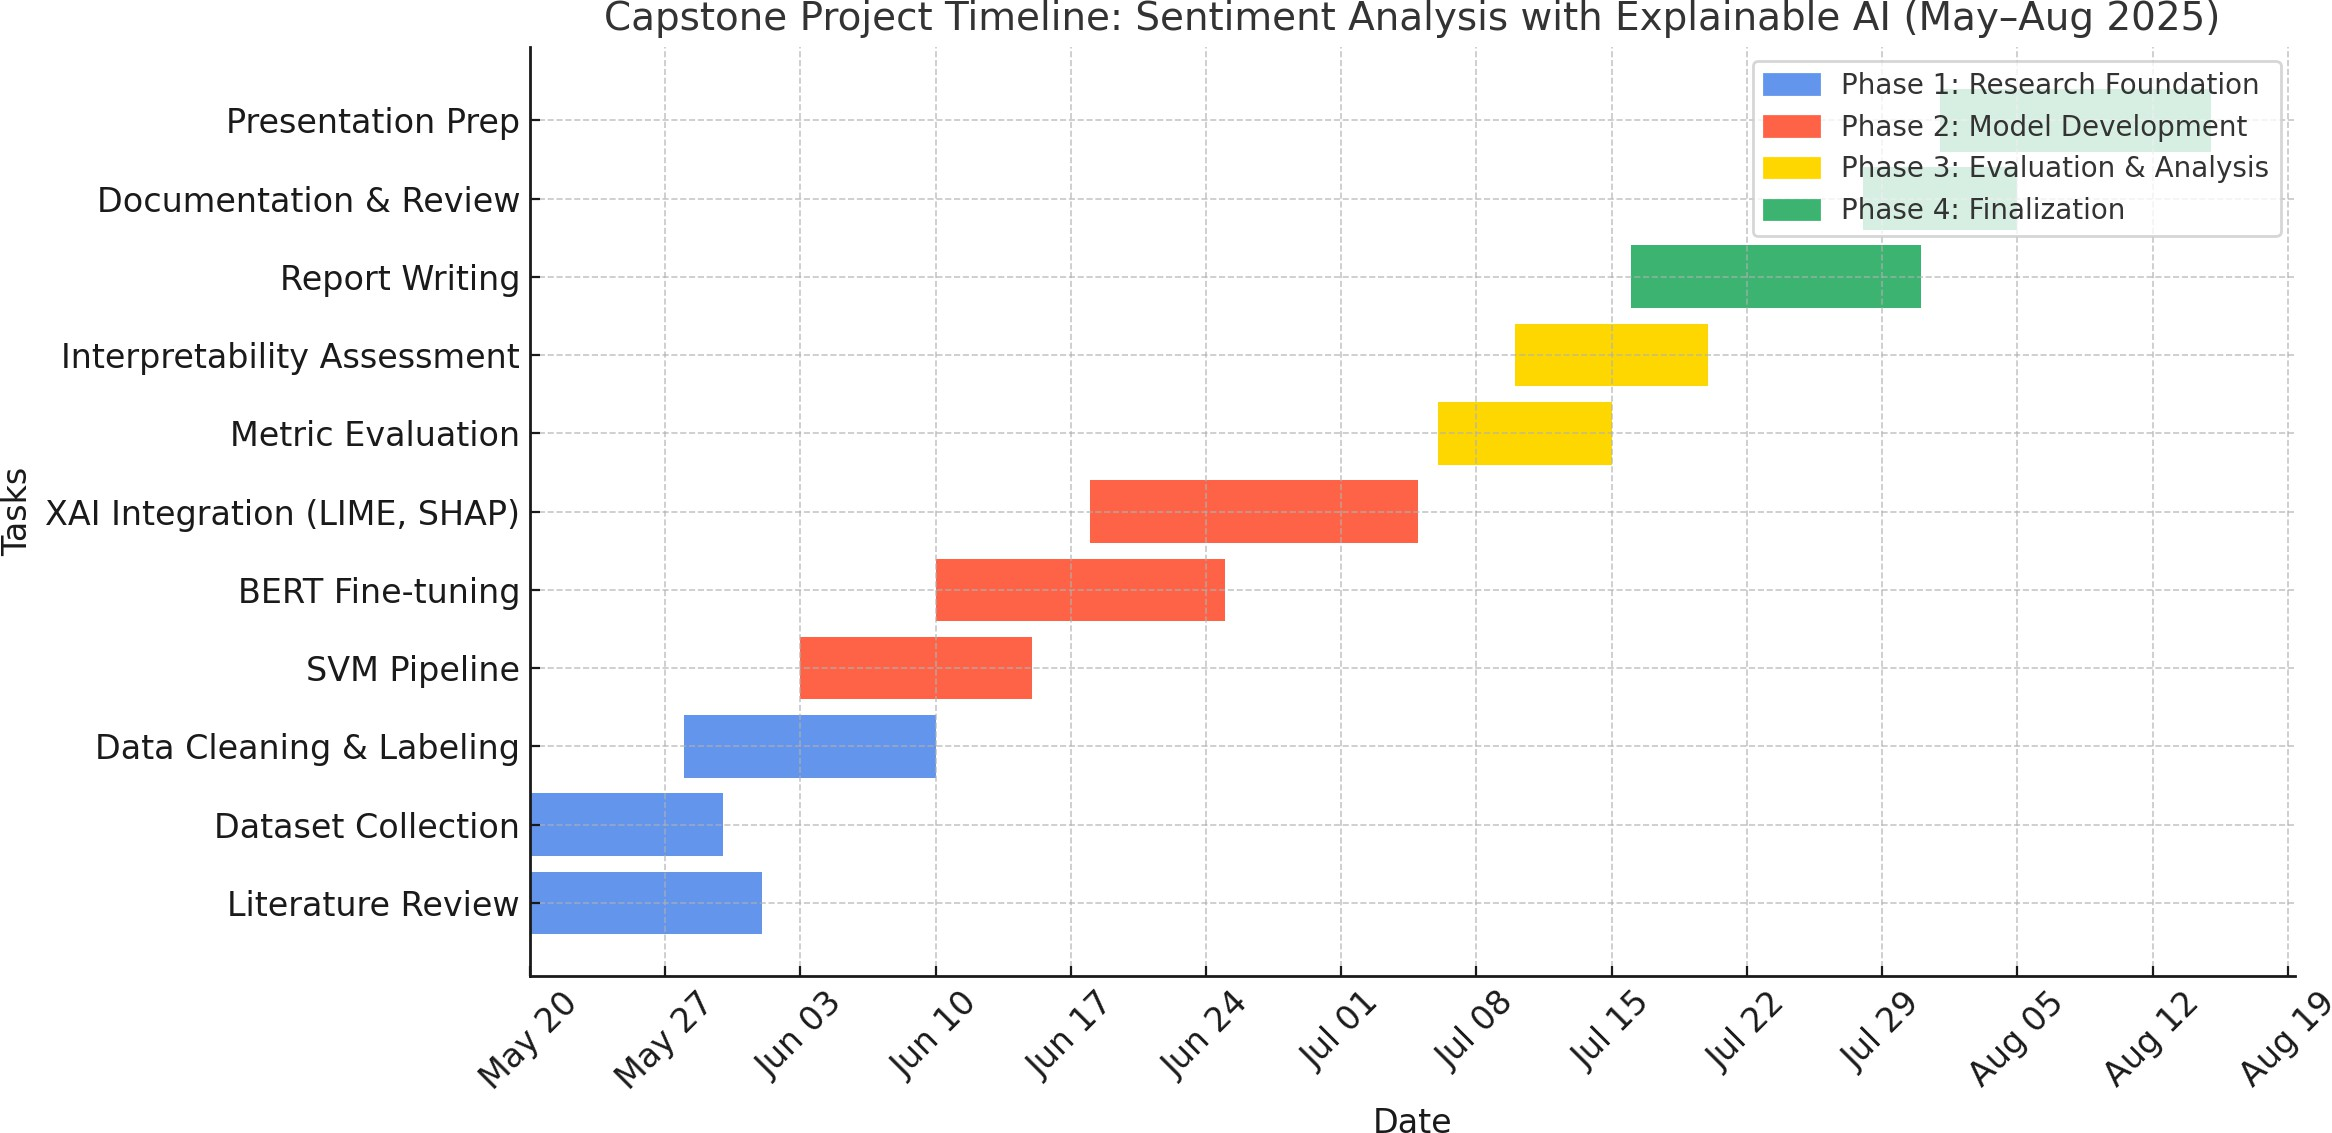 Capstone Project Timeline: Sentiment Analysis with Explainable AI (May–Aug 2025)
Phase 1: Research Foundation
Phase 2: Model Development
Phase 3: Evaluation & Analysis
Phase 4: Finalization
Tasks
Presentation Prep
Documentation & Review
Report Writing
Interpretability Assessment
Metric Evaluation
XAI Integration (LIME, SHAP)
BERT Fine-tuning
SVM Pipeline
Data Cleaning & Labeling
Dataset Collection
Literature Review
May 20
May 27
Jun 03
Jun 10
Jun 17
Jun 24
Jul 01
Jul 08
Jul 15
Jul 22
Jul 29
Aug 05
Aug 12
Aug 19
Date